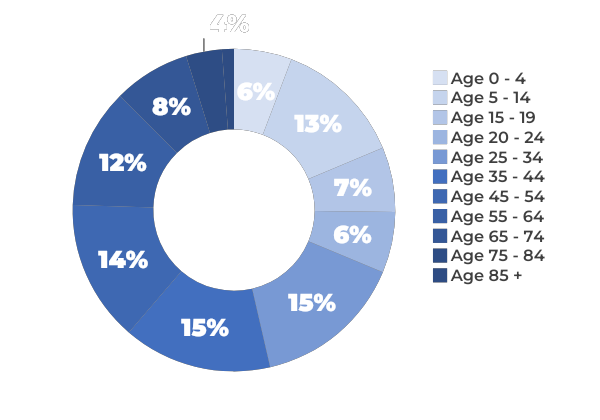 4%
6%
13%
7%
6%
15%
15%
14%
12%
8%
Age 0 - 4
Age 5 - 14
Age 15 - 19
Age 20 - 24
Age 25 - 34
Age 35 - 44
Age 45 - 54
Age 55 - 64
Age 65 - 74
Age 75 - 84
Age 85 +